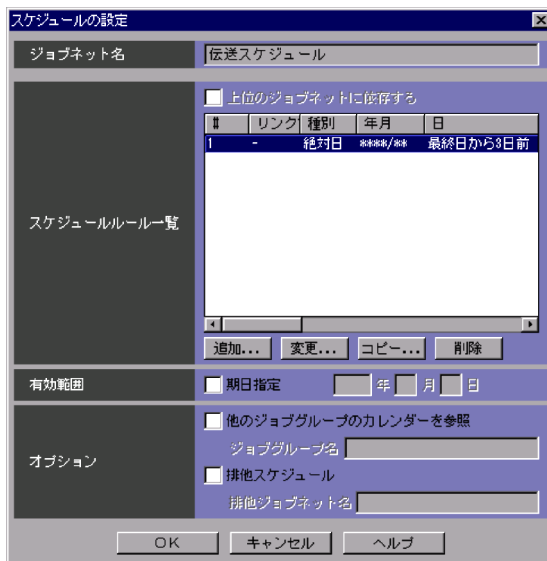 スケジュールの設定
ジョブネット名
伝送スケジュール
上位のジョブネットに依存する
# リンク 種別 年月 日
1 - 絶対日 ****/** 最終日から3日前
スケジュールルール一覧
追加... 変更... コピー... 削除
有効範囲
期日指定 年 月 日
他のジョブグループのカレンダーを参照
ジョブグループ名
オプション
排他スケジュール
排他ジョブネット名
OK キャンセル ヘルプ